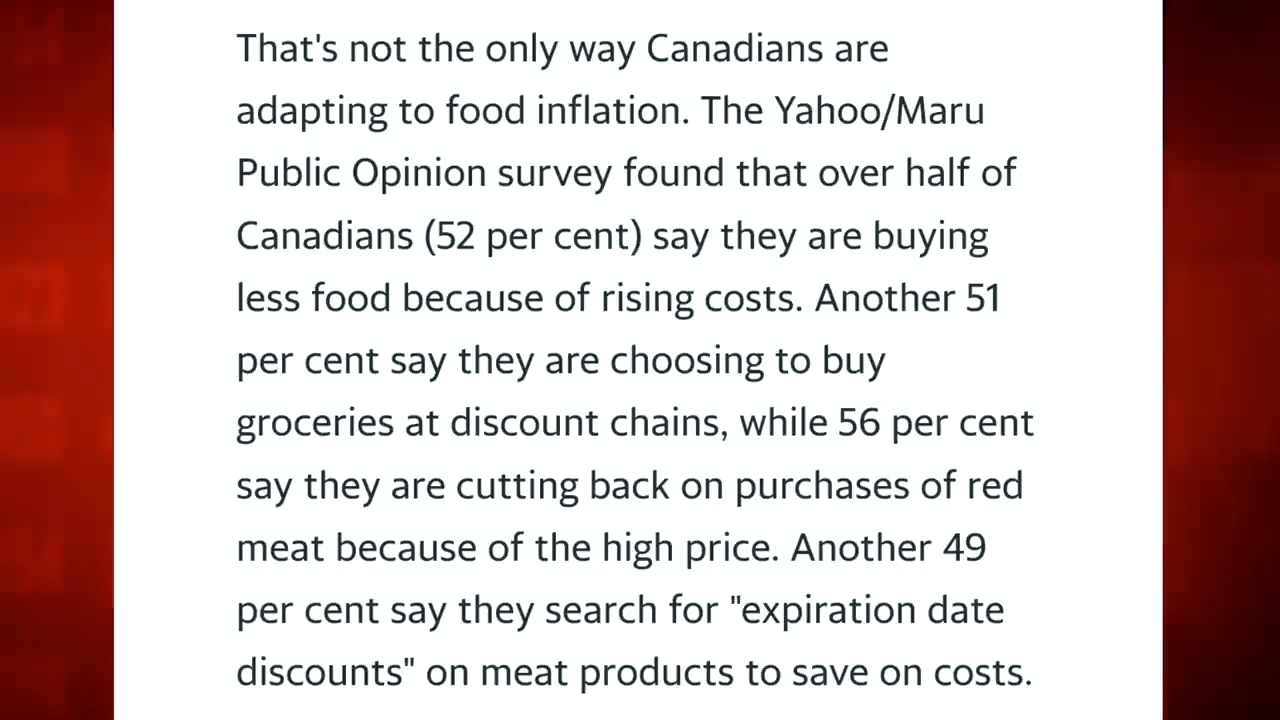 That's not the only way Canadians are
adapting to food inflation. The Yahoo/Maru
Public Opinion survey found that over half of
Canadians (52 per cent) say they are buying
less food because of rising costs. Another 51
per cent say they are choosing to buy
groceries at discount chains, while 56 per cent
say they are cutting back on purchases of red
meat because of the high price. Another 49
per cent say they search for "expiration date
discounts" on meat products to save on costs.